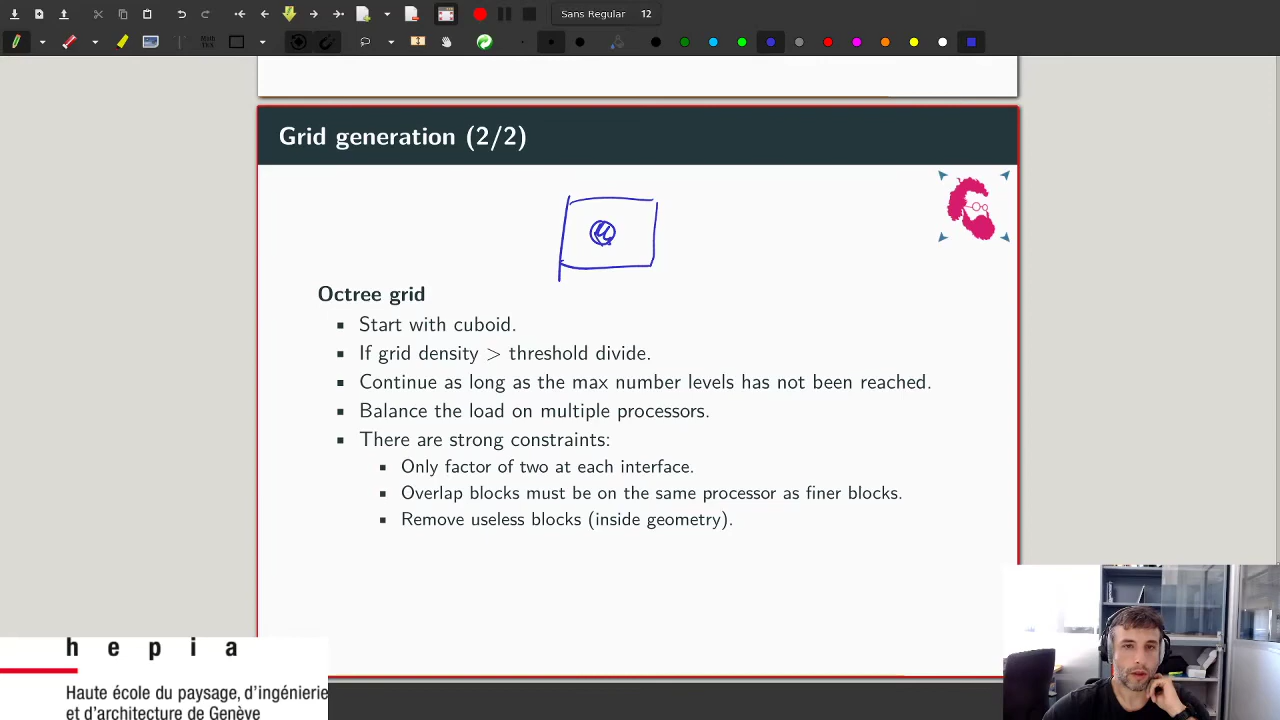 Sans Regular 12
Grid generation (2/2)
Octree grid
Start with cuboid.
If grid density > threshold divide.
Continue as long as the max number levels has not been reached.
Balance the load on multiple processors.
There are strong constraints:
Only factor of two at each interface.
Overlap blocks must be on the same processor as finer blocks.
Remove useless blocks (inside geometry).
hepia
Haute école du paysage, d'ingénierie
et d'architecture de Genève